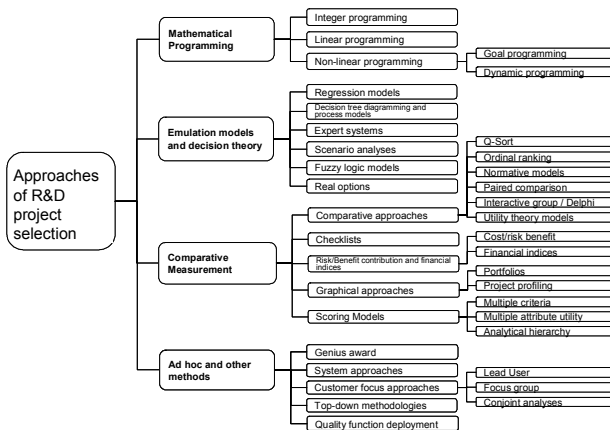 Approaches
of R&D
project
selection
Mathematical
Programming
Integer programming
Linear programming
Non-linear programming
Goal programming
Dynamic programming
Emulation models
and decision theory
Regression models
Decision tree diagramming and
process models
Expert systems
Scenario analyses
Fuzzy logic models
Real options
Comparative
Measurement
Comparative approaches
Q-Sort
Ordinal ranking
Normative models
Paired comparison
Interactive group / Delphi
Utility theory models
Checklists
Risk/Benefit contribution and financial
indices
Cost/risk benefit
Financial indices
Graphical approaches
Portfolios
Project profiling
Scoring Models
Multiple criteria
Multiple attribute utility
Analytical hierarchy
Ad hoc and other
methods
Genius award
System approaches
Customer focus approaches
Lead User
Focus group
Conjoint analyses
Top-down methodologies
Quality function deployment